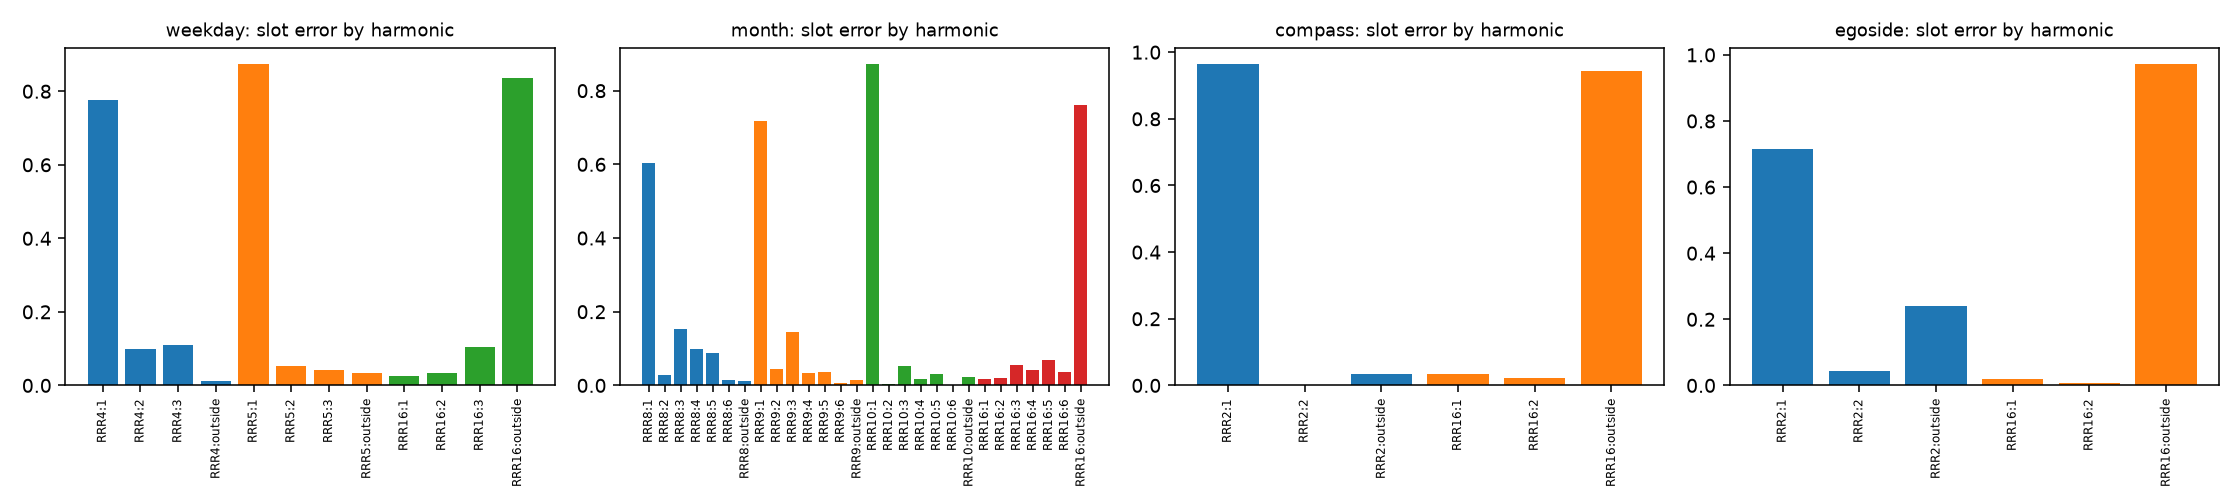 weekday: slot error by harmonic
0.8
0.6
0.4
0.2
0.0
RRR4:1
RRR4:2
RRR4:3
RRR4:outside
RRR5:1
RRR5:2
RRR5:3
RRR5:outside
RRR16:1
RRR16:2
RRR16:3
RRR16:outside
month: slot error by harmonic
0.8
0.6
0.4
0.2
0.0
RRR8:1
RRR8:2
RRR8:3
RRR8:4
RRR8:5
RRR8:6
RRR8:outside
RRR9:1
RRR9:2
RRR9:3
RRR9:4
RRR9:5
RRR9:6
RRR9:outside
RRR10:1
RRR10:2
RRR10:3
RRR10:4
RRR10:5
RRR10:6
RRR10:outside
RRR16:1
RRR16:2
RRR16:3
RRR16:4
RRR16:5
RRR16:6
RRR16:outside
compass: slot error by harmonic
1.0
0.8
0.6
0.4
0.2
0.0
RRR2:1
RRR2:2
RRR2:outside
RRR16:1
RRR16:2
RRR16:outside
egoside: slot error by harmonic
1.0
0.8
0.6
0.4
0.2
0.0
RRR2:1
RRR2:2
RRR2:outside
RRR16:1
RRR16:2
RRR16:outside